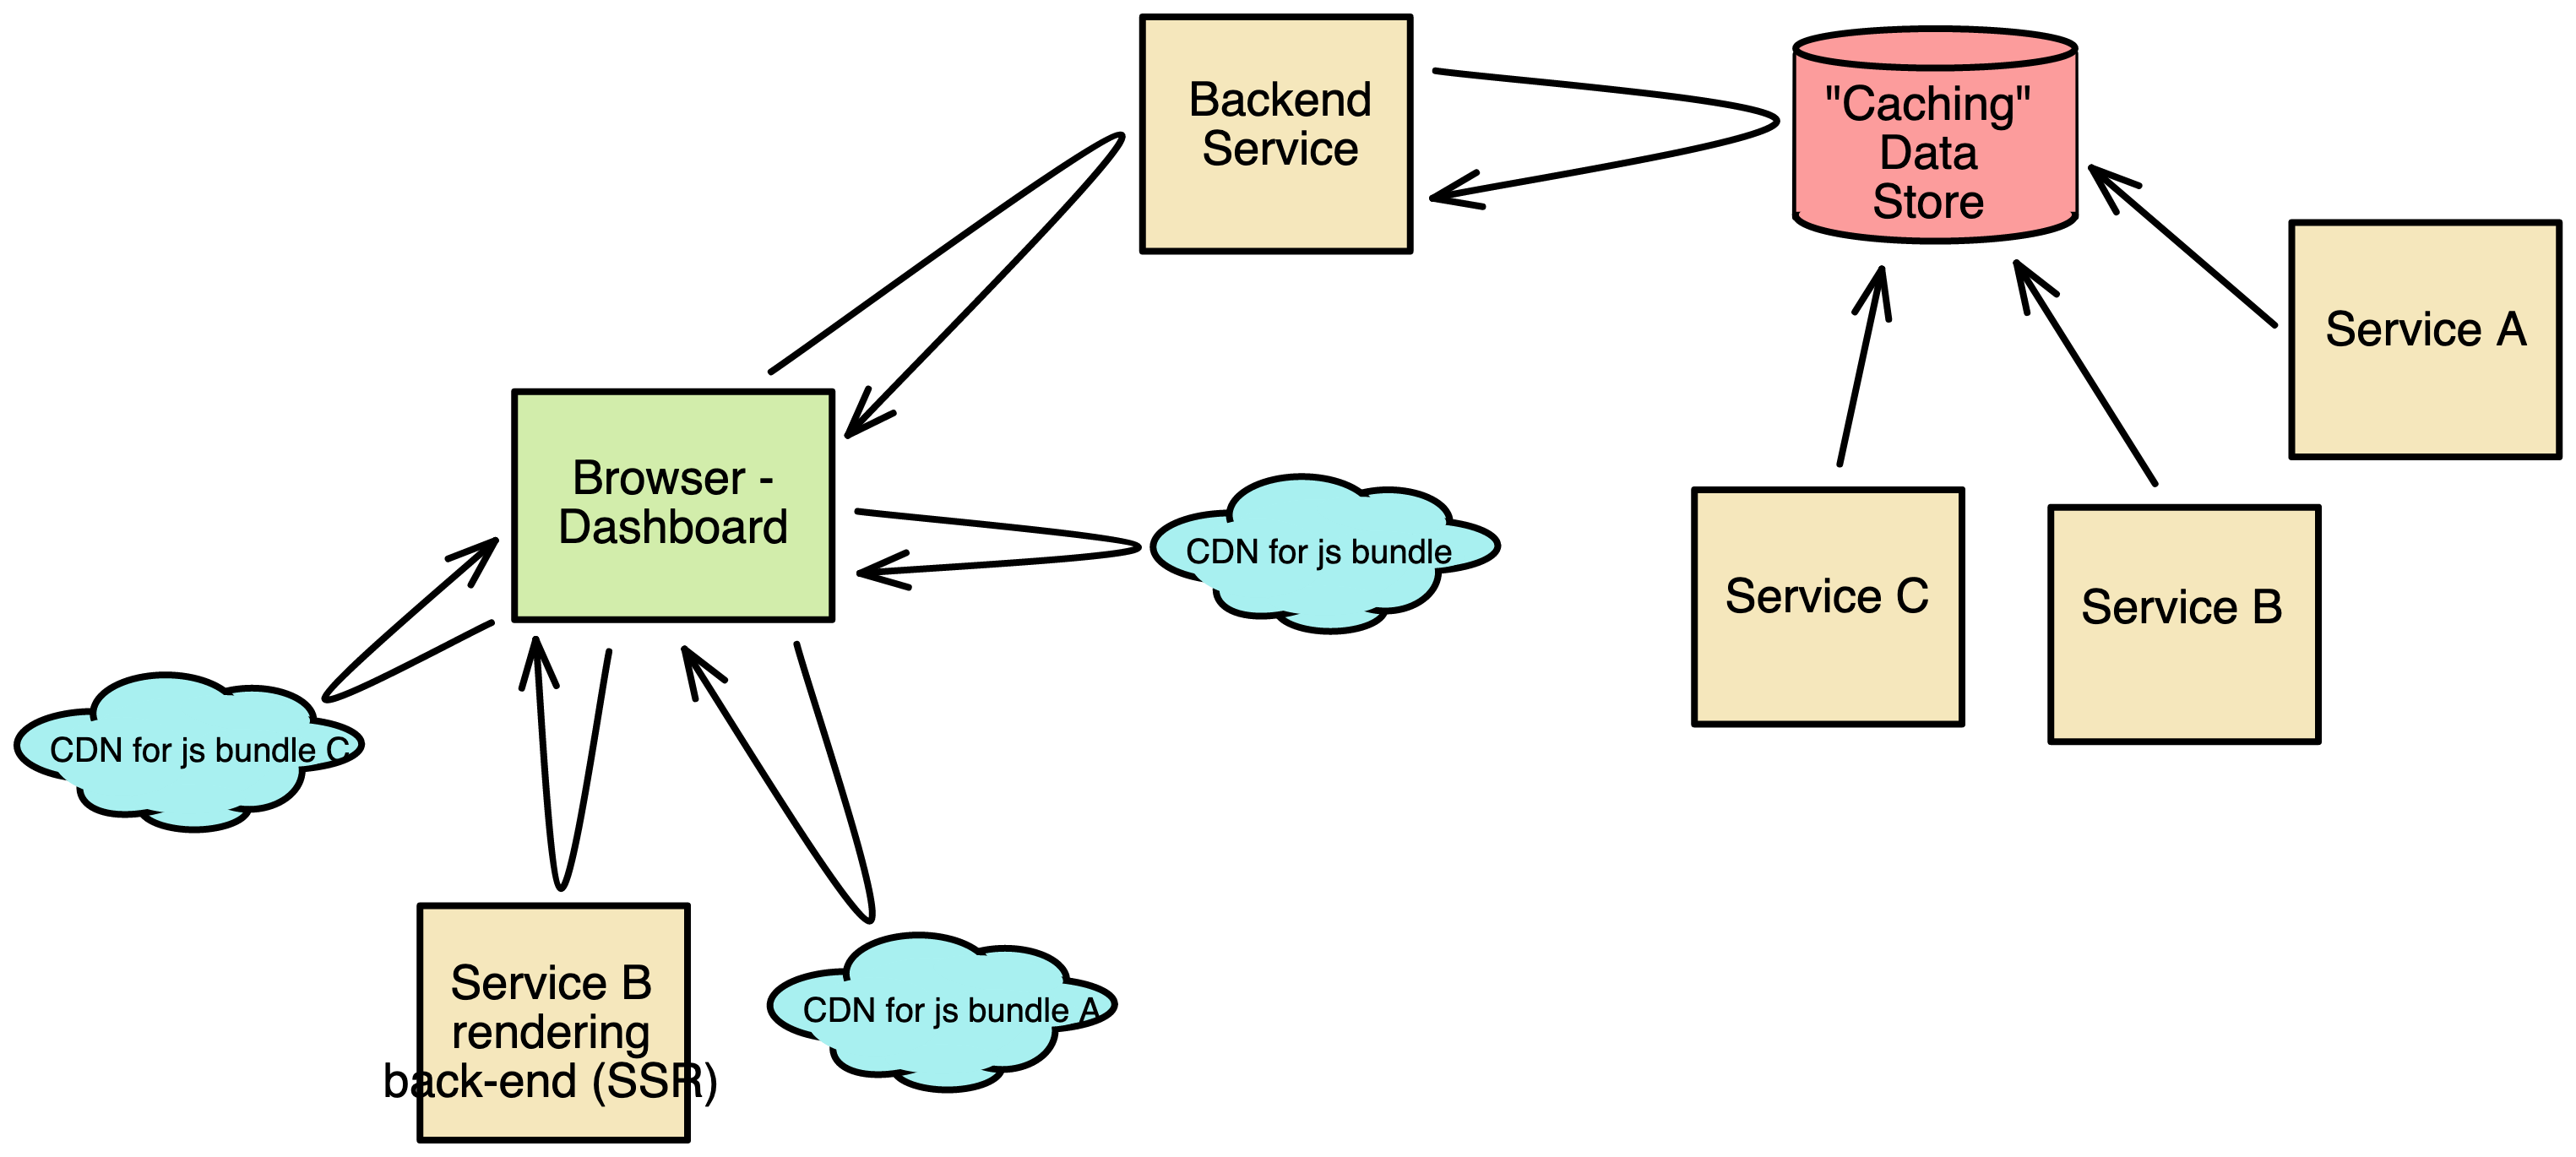 Backend
Service
"Caching"
Data
Store
Service A
Browser -
Dashboard
CDN for js bundle
Service C
Service B
CDN for js bundle C
Service B
rendering
back-end (SSR)
CDN for js bundle A